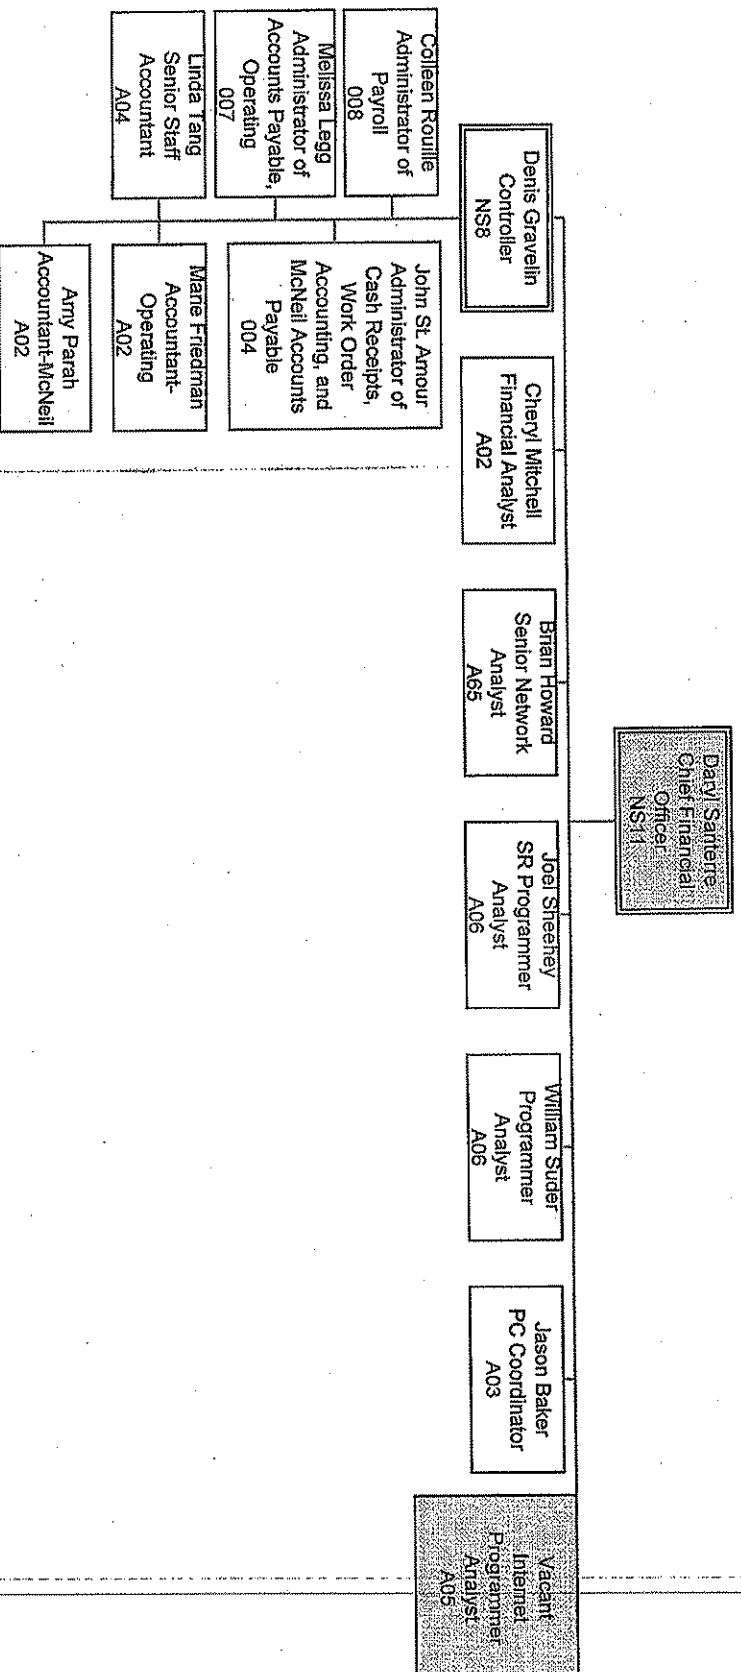 Daryl Santerre
Chief Financial
Officer
NS11
Denis Gravelin
Controller
NS8
Cheryl Mitchell
Financial Analyst
A02
Brian Howard
Senior Network
Analyst
A65
Joel Sheehey
SR Programmer
Analyst
A06
William Suder
Programmer
Analyst
A06
Jason Baker
PC Coordinator
A03
Vacant
Internet
Programmer
Analyst
A05
Colleen Rouille
Administrator of
Payroll
008
John St. Amour
Administrator of
Cash Receipts,
Work Order
Accounting, and
McNeil Accounts
Payable
004
Melissa Legg
Administrator of
Accounts Payable,
Operating
007
Marie Friedman
Accountant-
Operating
A02
Linda Tang
Senior Staff
Accountant
A04
Amy Parah
Accountant-McNeil
A02